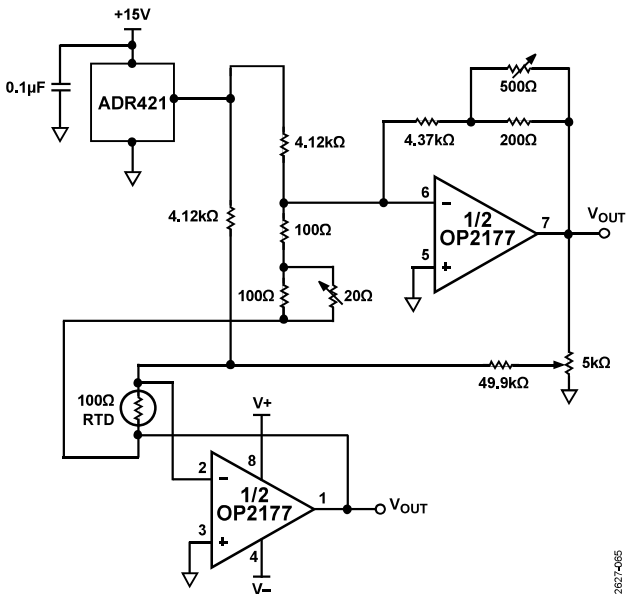 +15V
0.1µF
ADR421
500Ω
4.37kΩ
200Ω
4.12kΩ
4.12kΩ
6
–
1/2
OP2177
7
VOUT
5
+
100Ω
100Ω
20Ω
5kΩ
49.9kΩ
100Ω
RTD
V+
8
2
–
1/2
OP2177
1
VOUT
3
+
4
V–
2627-065